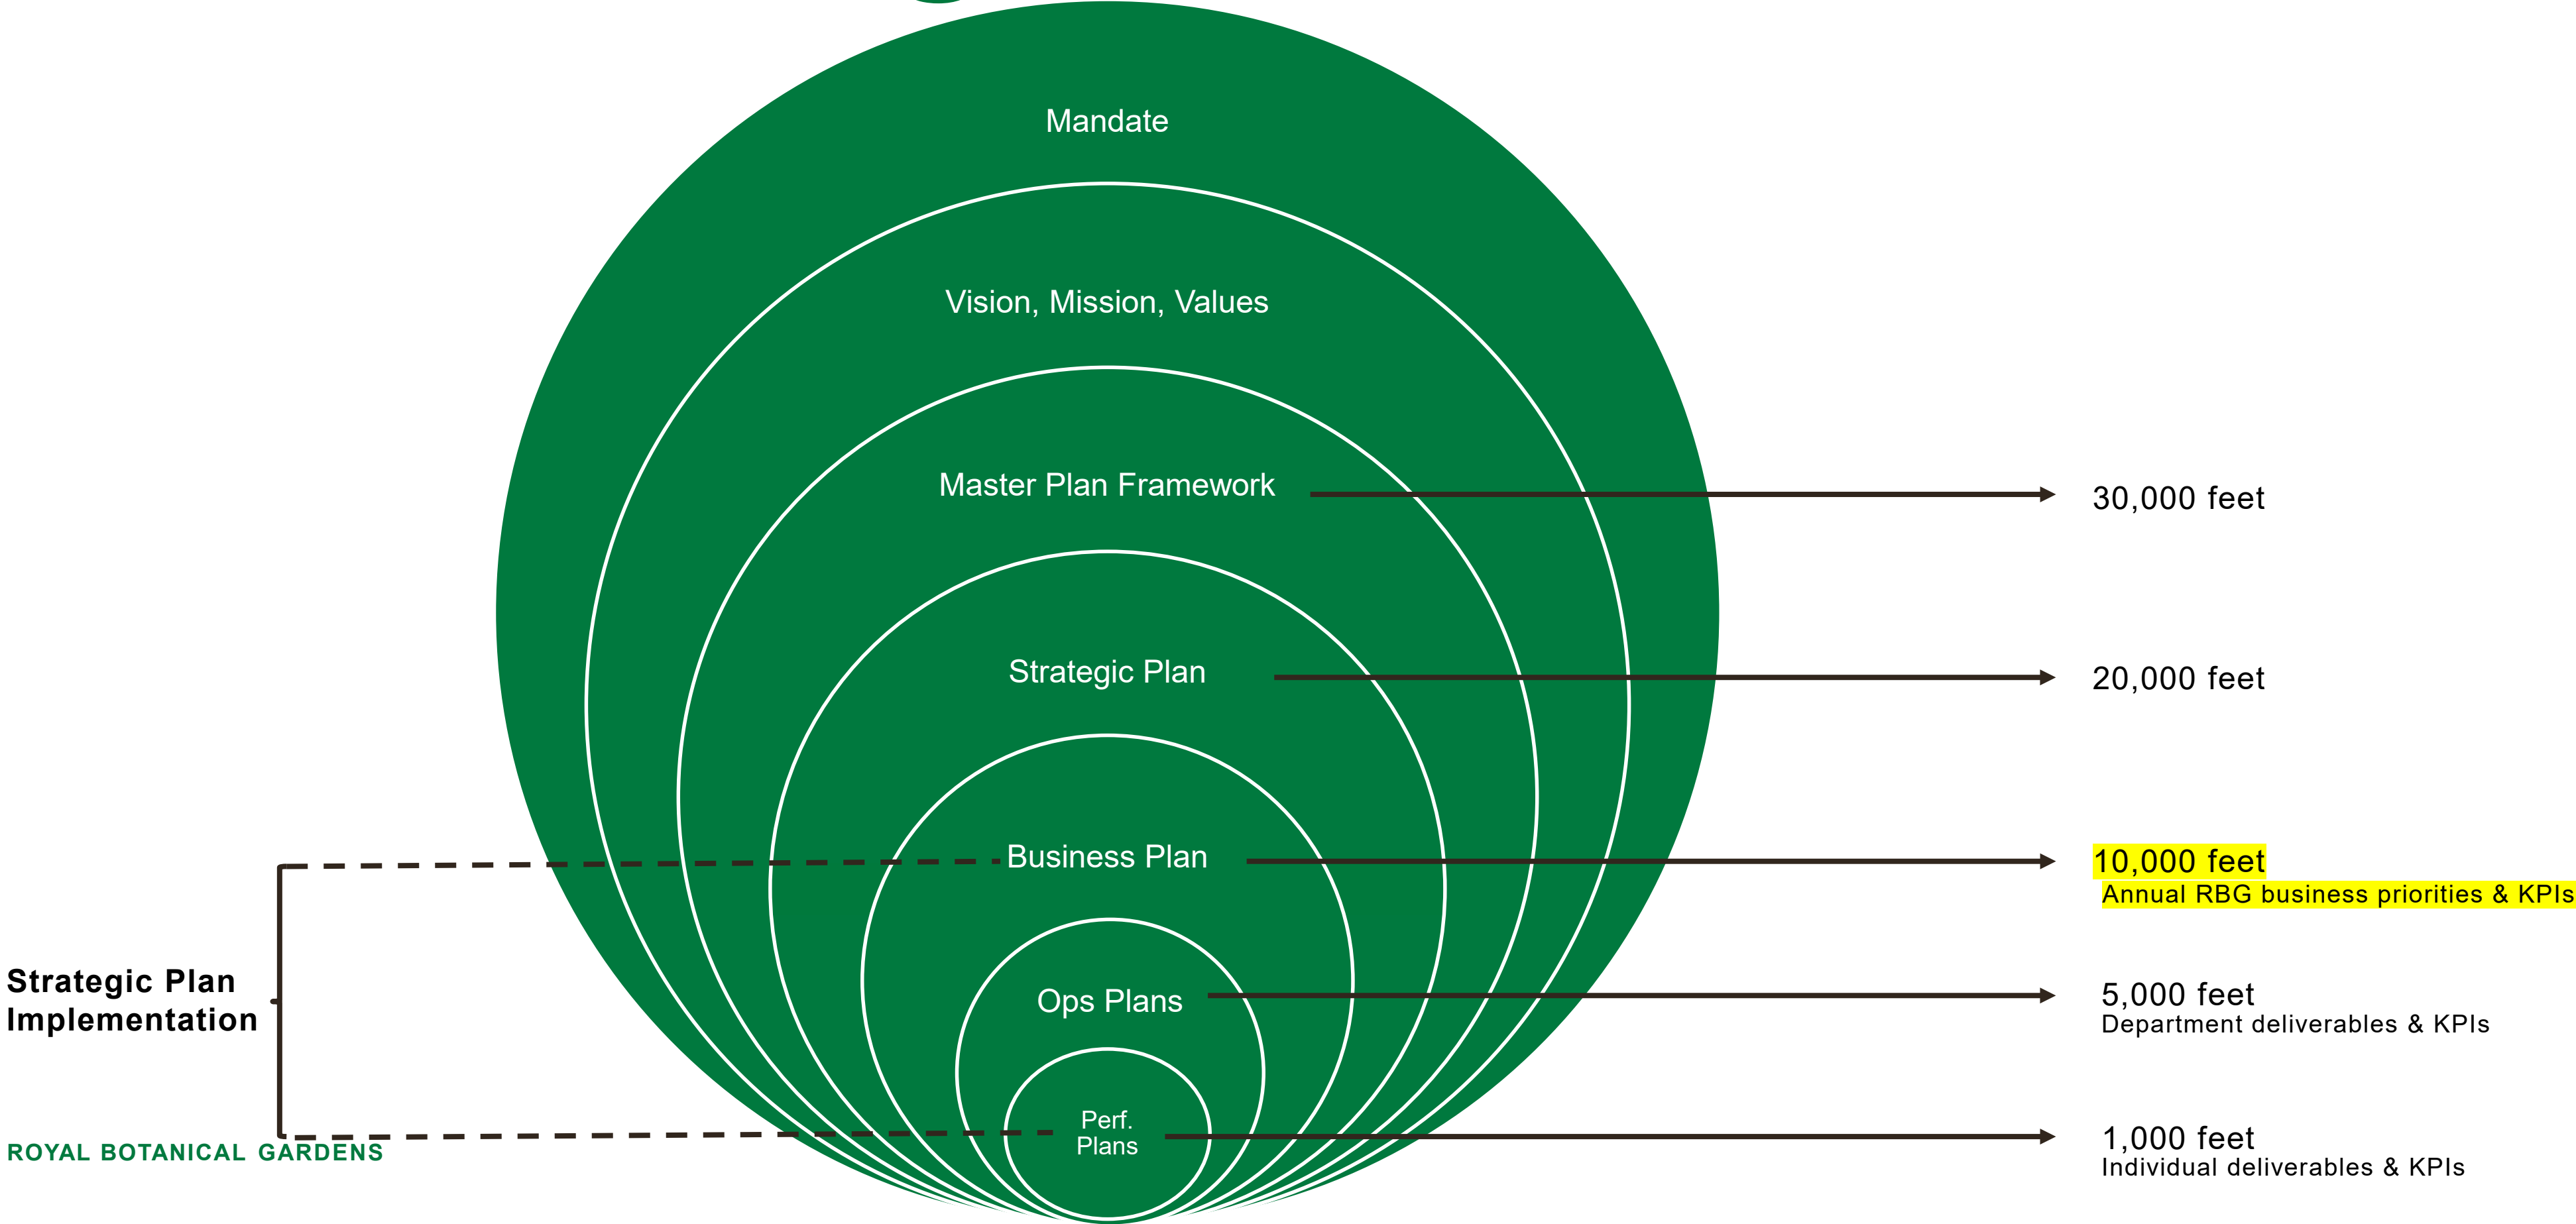 Mandate
Vision, Mission, Values
Master Plan Framework
30,000 feet
Strategic Plan
20,000 feet
Business Plan
10,000 feet
Annual RBG business priorities & KPIs
Strategic Plan
Implementation
Ops Plans
5,000 feet
Department deliverables & KPIs
Perf.
Plans
1,000 feet
Individual deliverables & KPIs
ROYAL BOTANICAL GARDENS